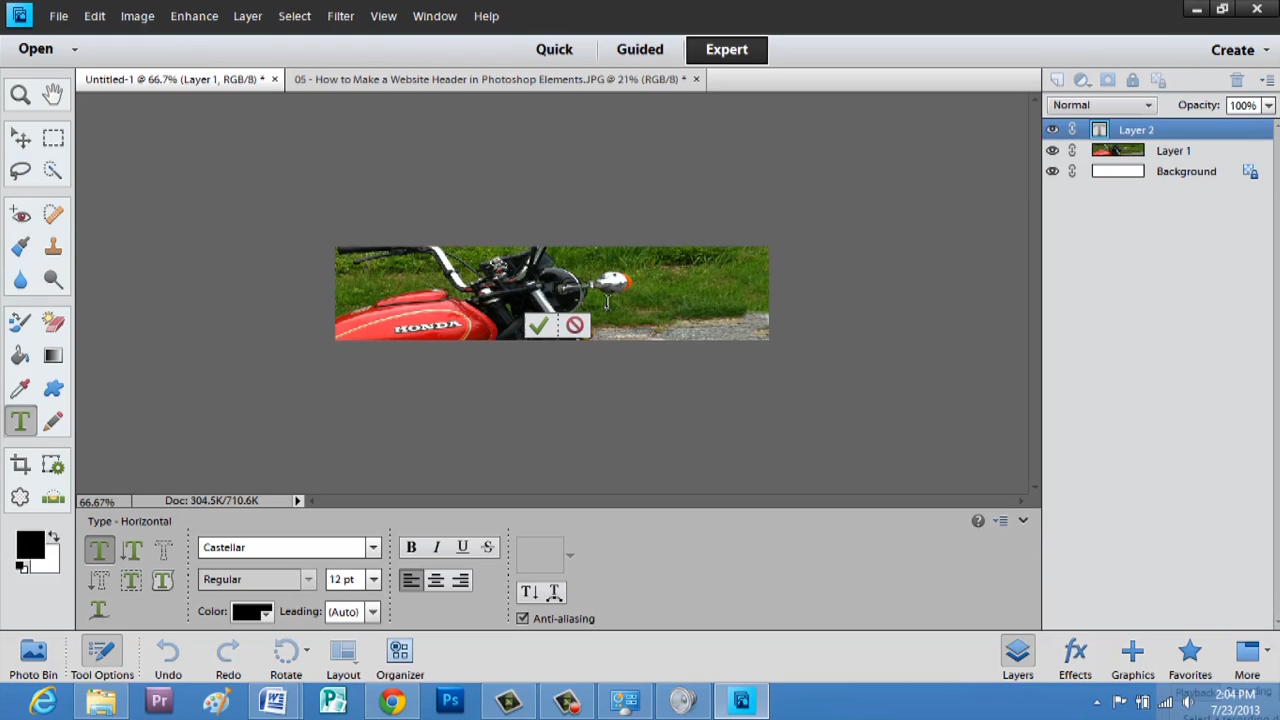 File Edit Image Enhance Layer Select Filter View Window Help
Open Quick Guided Expert Create
Untitled-1 @ 66.7% (Layer 1, RGB/8) * × 05 - How to Make a Website Header in Photoshop Elements.JPG @ 21% (RGB/8) * ×
Normal Opacity: 100%
Layer 2
Layer 1
Background
HONDA
66.67% Doc: 304.5K/710.6K
Type - Horizontal
Castellar B I U S
Regular 12 pt
Color: Leading: (Auto)
Anti-aliasing
Photo Bin Tool Options Undo Redo Rotate Layout Organizer Layers Effects Graphics Favorites More
Pr W P Ps
2:04 PM
7/23/2013